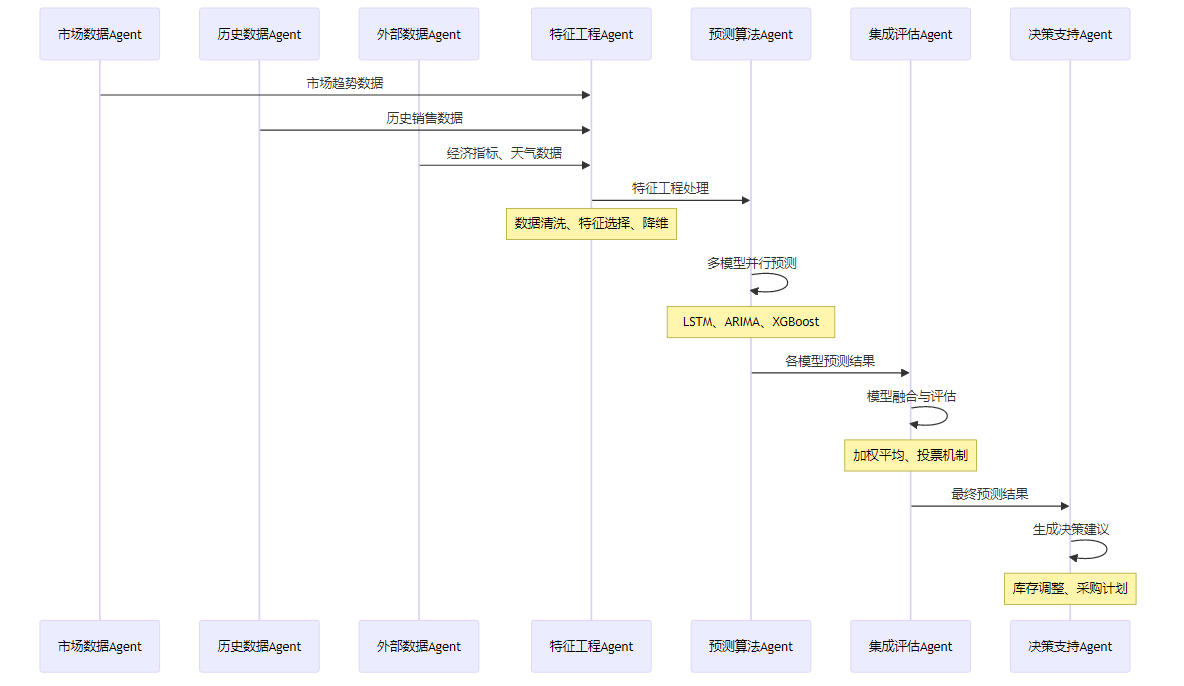 市场数据Agent
历史数据Agent
外部数据Agent
特征工程Agent
预测算法Agent
集成评估Agent
决策支持Agent
市场趋势数据
历史销售数据
经济指标、天气数据
特征工程处理
数据清洗、特征选择、降维
多模型并行预测
LSTM、ARIMA、XGBoost
各模型预测结果
模型融合与评估
加权平均、投票机制
最终预测结果
生成决策建议
库存调整、采购计划
市场数据Agent
历史数据Agent
外部数据Agent
特征工程Agent
预测算法Agent
集成评估Agent
决策支持Agent